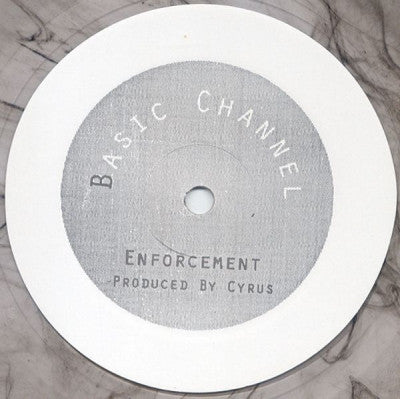 Basic Channel
Enforcement
Produced By Cyrus